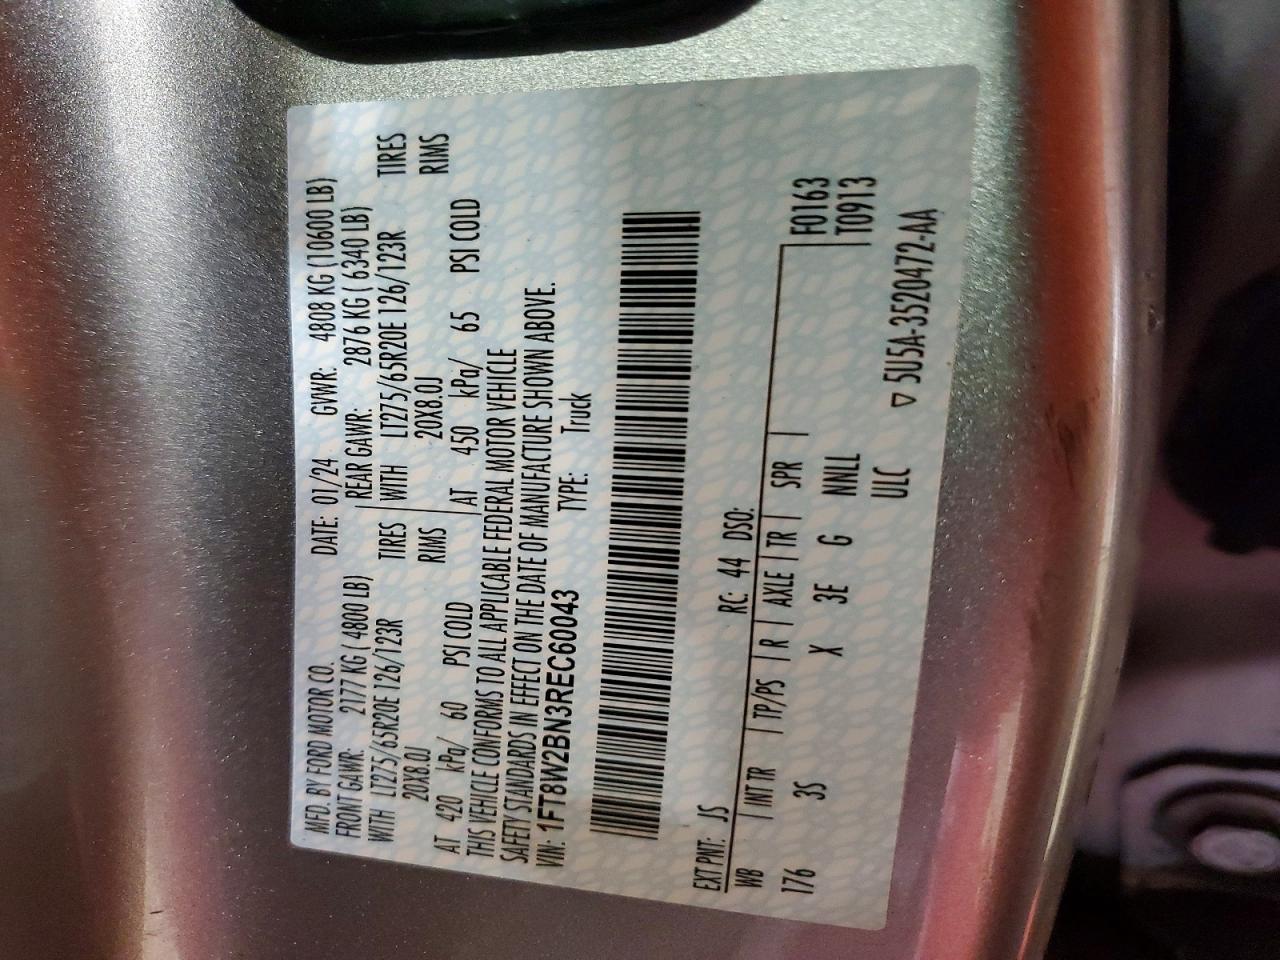 MFD. BY FORD MOTOR CO. DATE: 01/24 GVWR: 4808 KG (10600 LB)
FRONT GAWR: 2177 KG ( 4800 LB) REAR GAWR: 2876 KG ( 6340 LB)
WITH LT275/65R20E 126/123R TIRES WITH LT275/65R20E 126/123R TIRES
20X8.0J RIMS 20X8.0J RIMS
AT 420 kPa/ 60 PSI COLD AT 450 kPa/ 65 PSI COLD
THIS VEHICLE CONFORMS TO ALL APPLICABLE FEDERAL MOTOR VEHICLE
SAFETY STANDARDS IN EFFECT ON THE DATE OF MANUFACTURE SHOWN ABOVE.
VIN: 1FT8W2BN3REC60043 TYPE: Truck
EXT PNT: JS RC: 44 DSO:
WB INT TR TP/PS R AXLE TR SPR F0163
176 3S X 3E G NNLL T0913
ULC ▽ 5U5A-3520472-AA